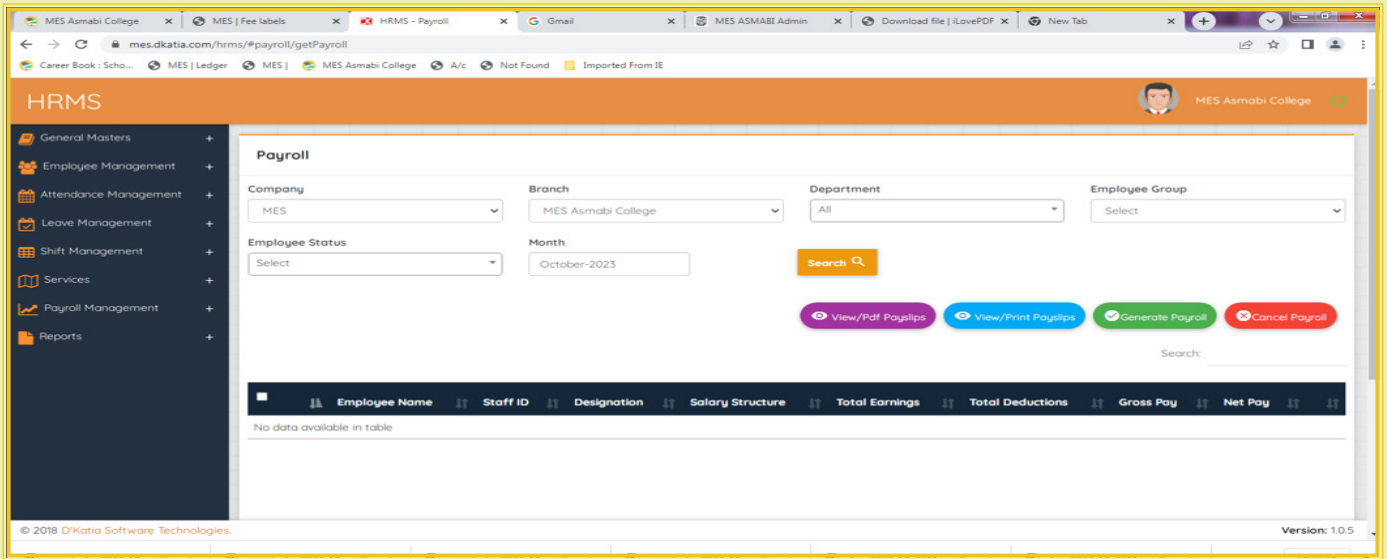 MES Asmabi College
MES | Fee labels
HRMS - Payroll
Gmail
MES ASMABI Admin
Download file | iLovePDF
New Tab
mes.dkatia.com/hrms/#payroll/getPayroll
Career Book : Scho...
MES | Ledger
MES |
MES Asmabi College
A/c
Not Found
Imported From IE
HRMS
MES Asmabi College
General Masters +
Employee Management +
Attendance Management +
Leave Management +
Shift Management +
Services +
Payroll Management +
Reports +
Payroll
Company
Branch
Department
Employee Group
MES
MES Asmabi College
All
Select
Employee Status
Month
Select
October-2023
Search
View/Pdf Payslips
View/Print Payslips
Generate Payroll
Cancel Payroll
Search:
Employee Name
Staff ID
Designation
Salary Structure
Total Earnings
Total Deductions
Gross Pay
Net Pay
No data available in table
© 2018 D'Katia Software Technologies.
Version: 1.0.5